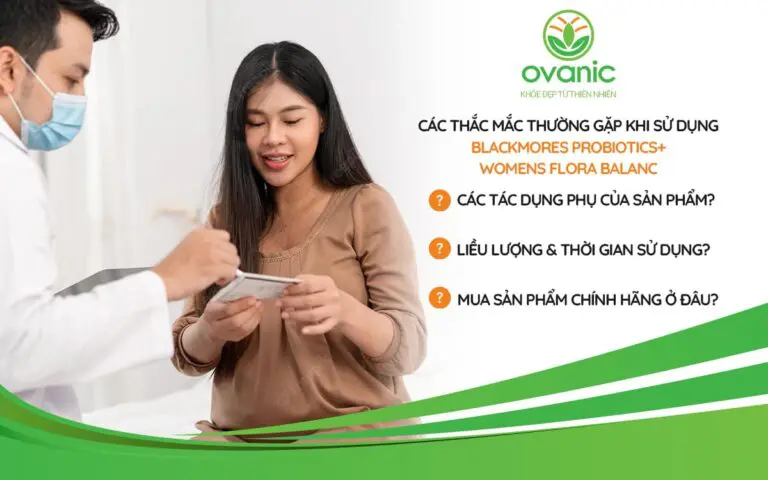 ovanic
KHỎE ĐẸP TỪ THIÊN NHIÊN
CÁC THẮC MẮC THƯỜNG GẶP KHI SỬ DỤNG
BLACKMORES PROBIOTICS+
WOMENS FLORA BALANC
? CÁC TÁC DỤNG PHỤ CỦA SẢN PHẨM?
? LIỀU LƯỢNG & THỜI GIAN SỬ DỤNG?
? MUA SẢN PHẨM CHÍNH HÃNG Ở ĐÂU?